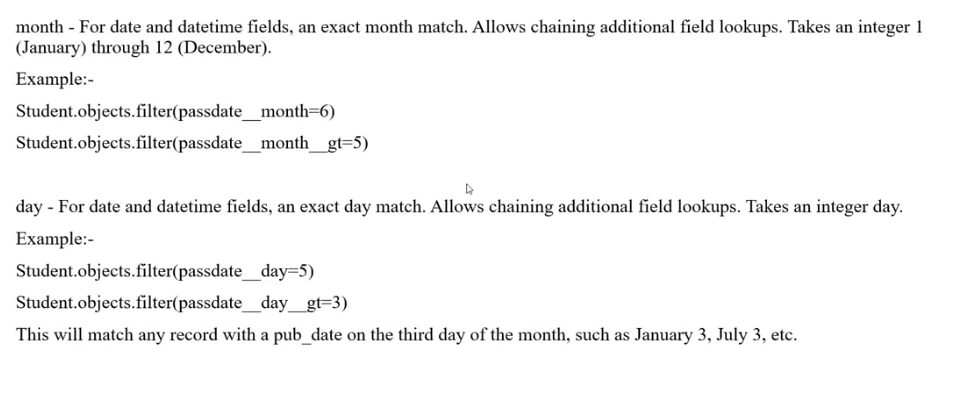 month - For date and datetime fields, an exact month match. Allows chaining additional field lookups. Takes an integer 1
(January) through 12 (December).
Example:-
Student.objects.filter(passdate__month=6)
Student.objects.filter(passdate__month__gt=5)
day - For date and datetime fields, an exact day match. Allows chaining additional field lookups. Takes an integer day.
Example:-
Student.objects.filter(passdate__day=5)
Student.objects.filter(passdate__day__gt=3)
This will match any record with a pub_date on the third day of the month, such as January 3, July 3, etc.